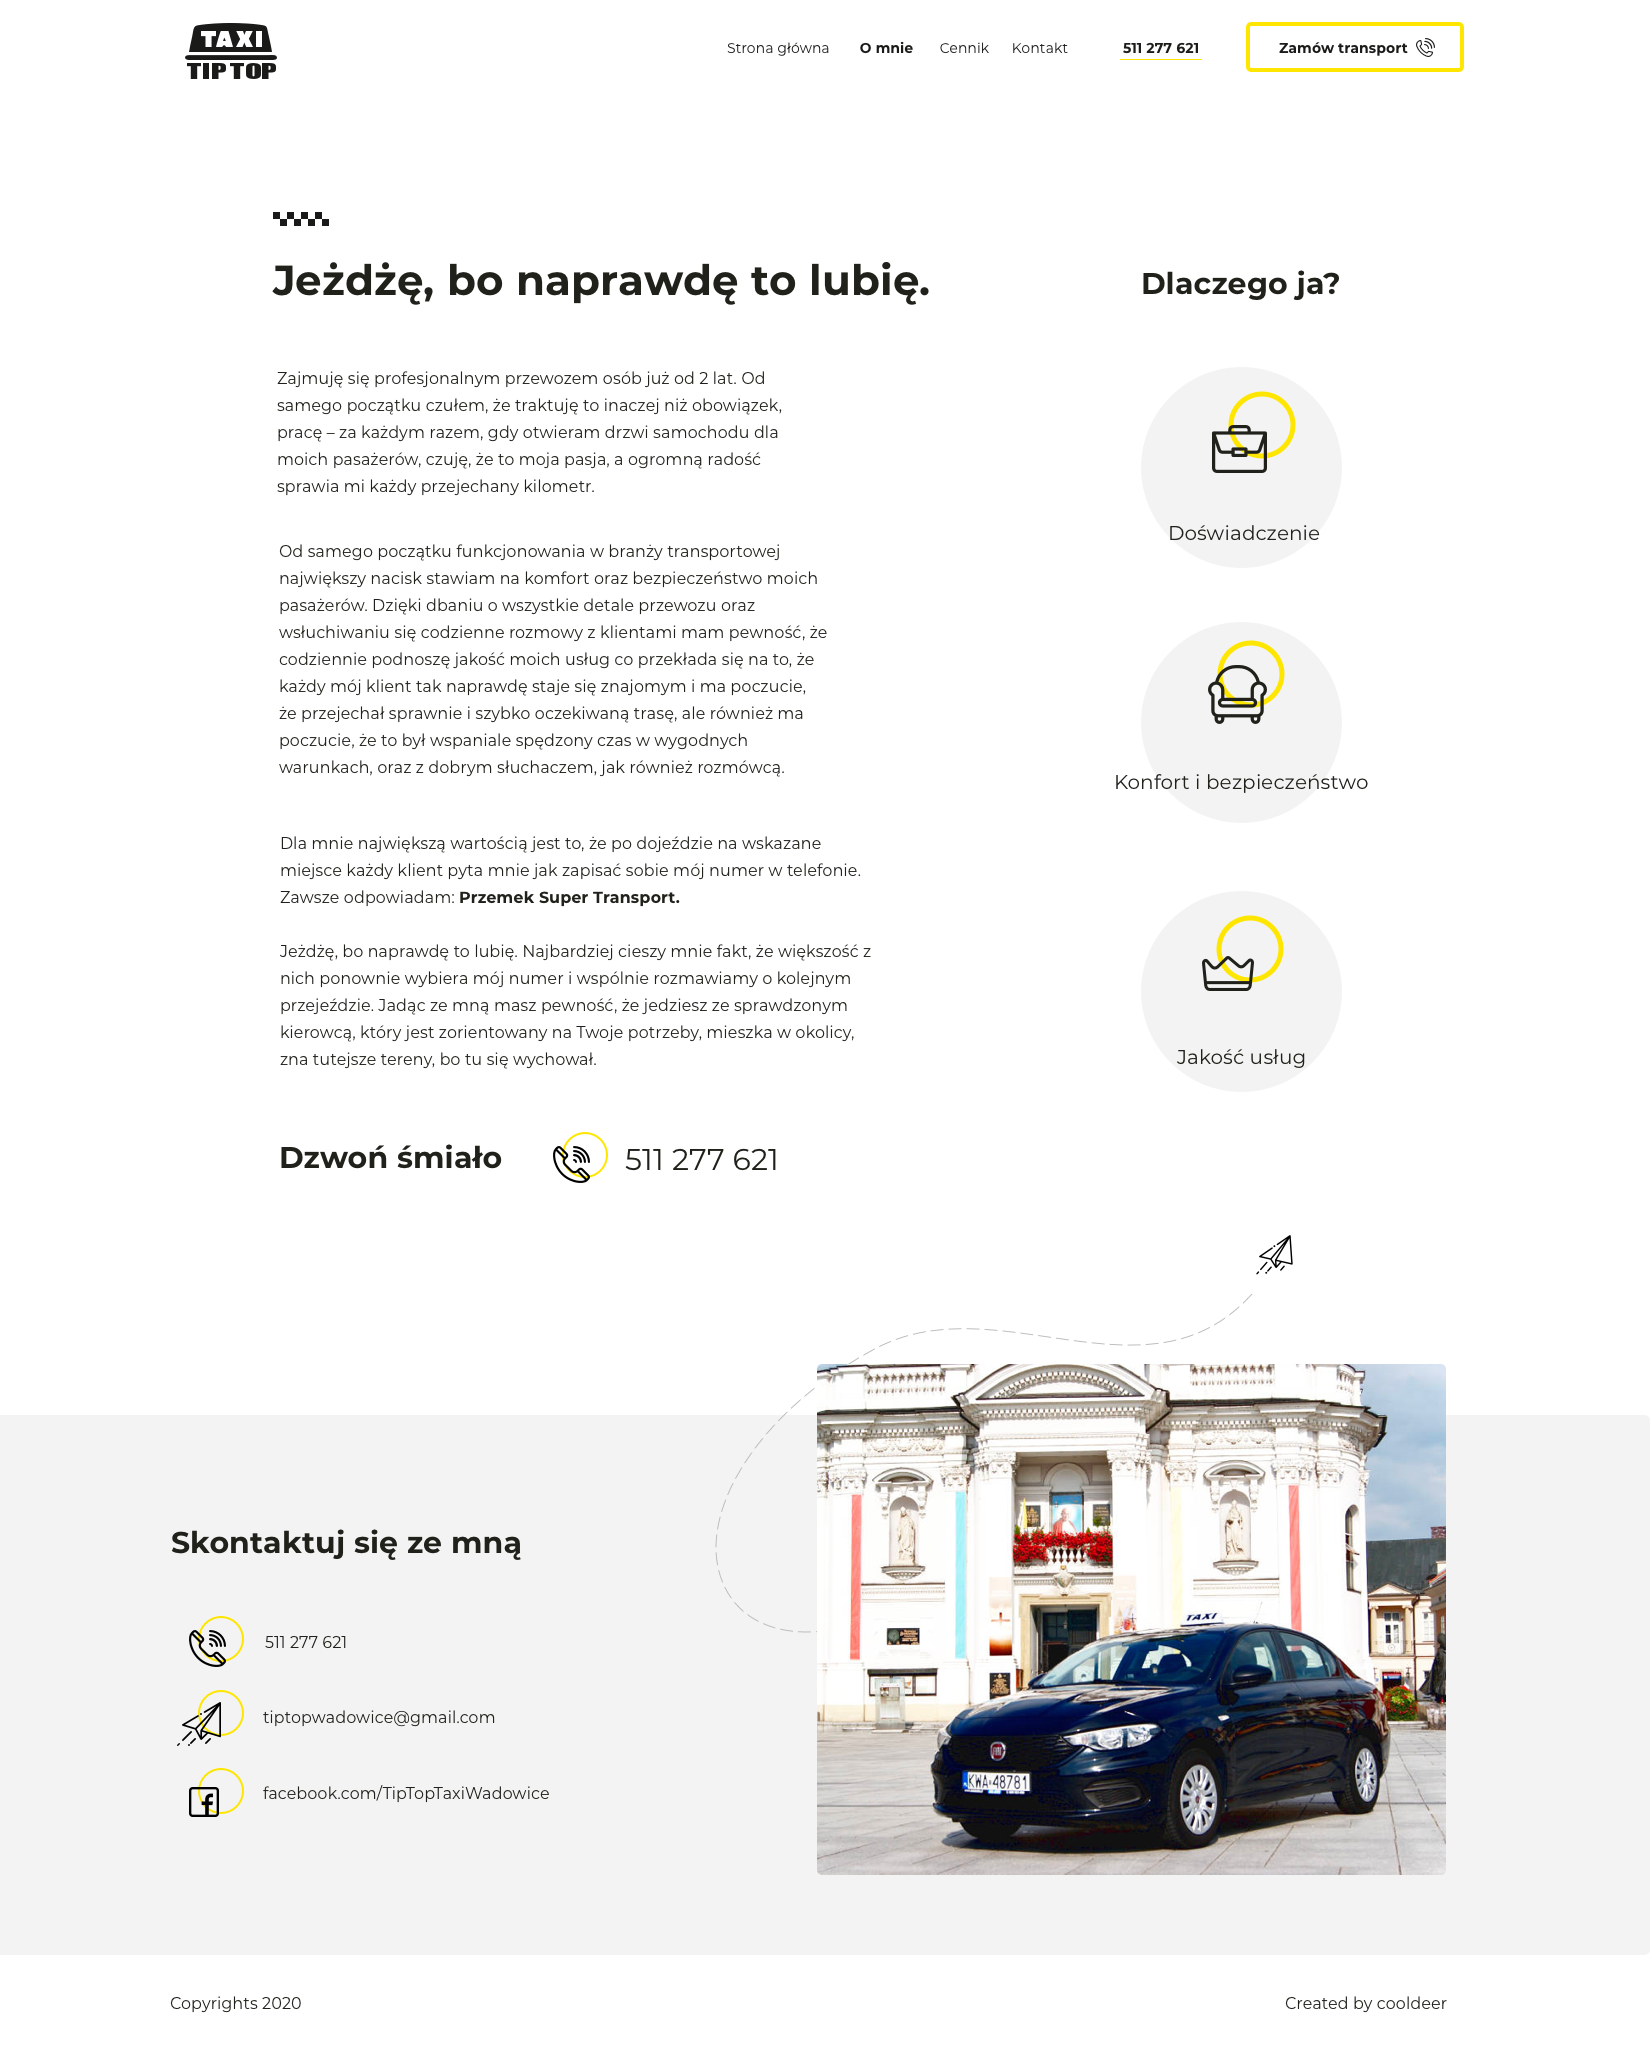 TAXI
TIP TOP
Strona główna
O mnie
Cennik
Kontakt
511 277 621
Zamów transport
Jeżdżę, bo naprawdę to lubię.
Zajmuję się profesjonalnym przewozem osób już od 2 lat. Od
samego początku czułem, że traktuję to inaczej niż obowiązek,
pracę – za każdym razem, gdy otwieram drzwi samochodu dla
moich pasażerów, czuję, że to moja pasja, a ogromną radość
sprawia mi każdy przejechany kilometr.
Od samego początku funkcjonowania w branży transportowej
największy nacisk stawiam na komfort oraz bezpieczeństwo moich
pasażerów. Dzięki dbaniu o wszystkie detale przewozu oraz
wsłuchiwaniu się codzienne rozmowy z klientami mam pewność, że
codziennie podnoszę jakość moich usług co przekłada się na to, że
każdy mój klient tak naprawdę staje się znajomym i ma poczucie,
że przejechał sprawnie i szybko oczekiwaną trasę, ale również ma
poczucie, że to był wspaniale spędzony czas w wygodnych
warunkach, oraz z dobrym słuchaczem, jak również rozmówcą.
Dla mnie największą wartością jest to, że po dojeździe na wskazane
miejsce każdy klient pyta mnie jak zapisać sobie mój numer w telefonie.
Zawsze odpowiadam: Przemek Super Transport.
Jeżdżę, bo naprawdę to lubię. Najbardziej cieszy mnie fakt, że większość z
nich ponownie wybiera mój numer i wspólnie rozmawiamy o kolejnym
przejeździe. Jadąc ze mną masz pewność, że jedziesz ze sprawdzonym
kierowcą, który jest zorientowany na Twoje potrzeby, mieszka w okolicy,
zna tutejsze tereny, bo tu się wychował.
Dzwoń śmiało
511 277 621
Dlaczego ja?
Doświadczenie
Konfort i bezpieczeństwo
Jakość usług
Skontaktuj się ze mną
511 277 621
tiptopwadowice@gmail.com
facebook.com/TipTopTaxiWadowice
TAXI
KWA 48781
Copyrights 2020
Created by cooldeer